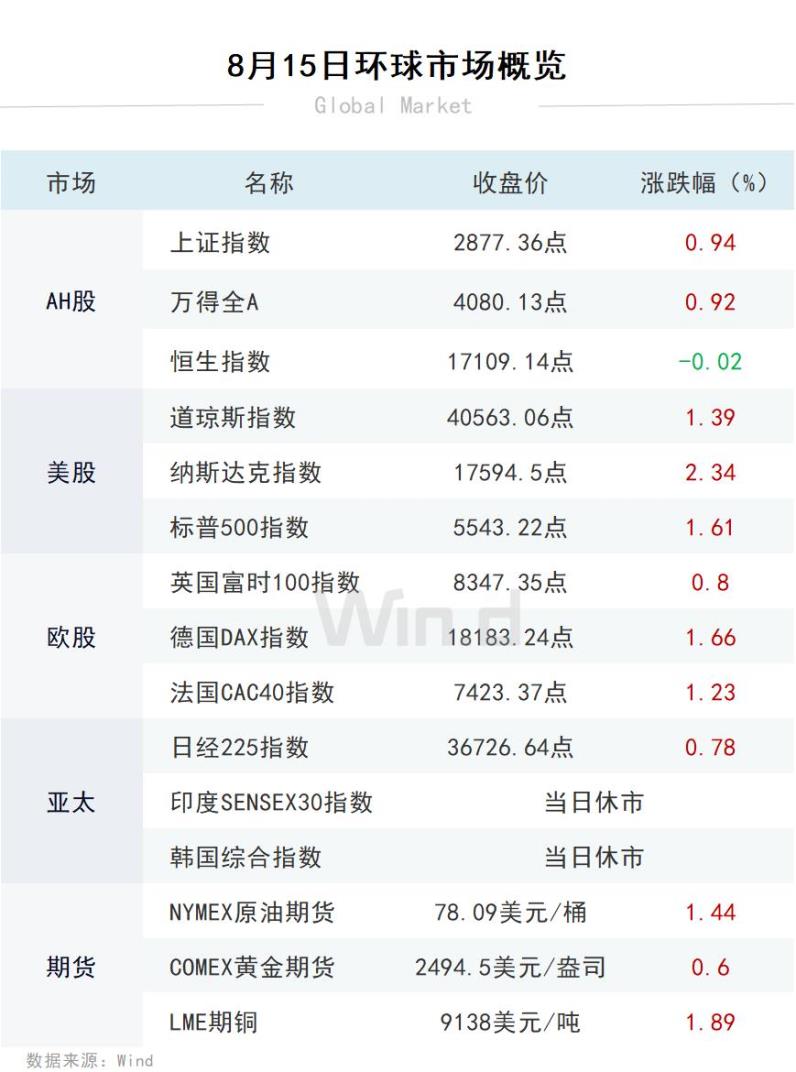 8月15日环球市场概览
Global Market
市场 名称 收盘价 涨跌幅（%）
上证指数 2877.36点 0.94
AH股 万得全A 4080.13点 0.92
恒生指数 17109.14点 -0.02
道琼斯指数 40563.06点 1.39
美股 纳斯达克指数 17594.5点 2.34
标普500指数 5543.22点 1.61
英国富时100指数 8347.35点 0.8
Win.d
欧股 德国DAX指数 18183.24点 1.66
法国CAC40指数 7423.37点 1.23
日经225指数 36726.64点 0.78
亚太 印度SENSEX30指数 当日休市
韩国综合指数 当日休市
NYMEX原油期货 78.09美元/桶 1.44
期货 COMEX黄金期货 2494.5美元/盎司 0.6
LME期铜 9138美元/吨 1.89
数据来源：Wind